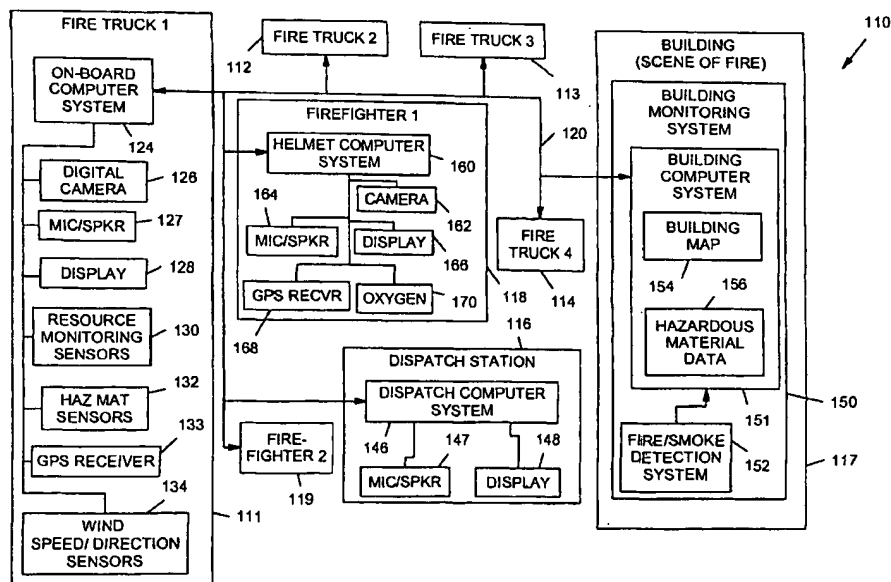 FIRE TRUCK 1
ON-BOARD
COMPUTER
SYSTEM
124
DIGITAL
CAMERA
126
MIC/SPKR
127
DISPLAY
128
RESOURCE
MONITORING
SENSORS
130
HAZ MAT
SENSORS
132
GPS RECEIVER
133
134
WIND
SPEED/ DIRECTION
SENSORS
111
FIRE TRUCK 2
112
FIRE TRUCK 3
113
FIREFIGHTER 1
HELMET COMPUTER
SYSTEM
160
CAMERA
162
164
MIC/SPKR
DISPLAY
166
GPS RECVR
168
OXYGEN
170
118
120
FIRE
TRUCK 4
114
116
DISPATCH STATION
DISPATCH COMPUTER
SYSTEM
146
147
148
MIC/SPKR
DISPLAY
FIRE-
FIGHTER 2
119
110
BUILDING
(SCENE OF FIRE)
BUILDING
MONITORING
SYSTEM
BUILDING
COMPUTER
SYSTEM
BUILDING
MAP
154
156
HAZARDOUS
MATERIAL
DATA
151
FIRE/SMOKE
DETECTION
SYSTEM
152
150
117